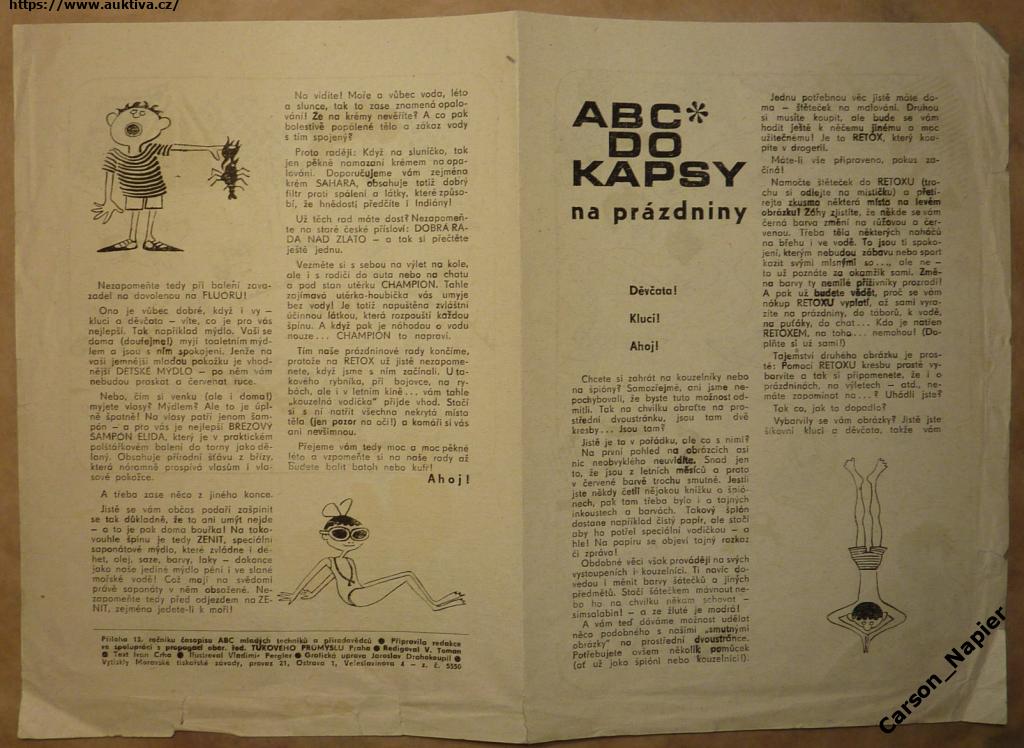 https://www.auktiva.cz/
ABC*
DO
KAPSY
na prázdniny
Děvčata!
Kluci!
Ahoj!
Chcete si zahrát na kouzelníky nebo
na špióny? Samozřejmě, ani jsme ne-
pochybovali, že byste tuto možnost od-
mítli. Tak na chvilku obraťte na pro-
střední dvoustránku, jsou tam dvě
kresby... Jsou tam?
Jistě je to v pořádku, ale co s nimi?
Na první pohled na obrázcích asi
nic neobvyklého neuvidíte. Snad jen
to, že jsou z letních měsíců a proto
v červené barvě trochu smutné. Jestli
jste někdy četli nějakou knížku o špió-
nech, pak tam třeba bylo i o tajných
inkoustech a barvách. Takový špión
dostane například čistý papír, ale stačí
aby ho potřel speciální vodičkou – a
hle! Na papíru se objeví tajný rozkaz
či zpráva!
Obdobné věci však provádějí na svých
vystoupeních i kouzelníci. Ti navíc do-
vedou i měnit barvy šátečků a jiných
předmětů. Stačí šátečkem mávnout ne-
bo ho na chvilku někam schovat –
simsalabin! – a ze žluté je modrá!
A vám teď dáváme možnost udělat
něco podobného s našimi „smutnými
obrázky" na prostřední dvoustránce.
Potřebujete ovšem několik pomůcek
(ať už jako špióni nebo kouzelníci!).
Jednu potřebnou věc jistě máte do-
ma – štěteček na malování. Druhou
si musíte koupit, ale bude se vám
hodit ještě k něčemu jinému a moc
užitečnému! Je to RETOX, který kou-
píte v drogerii.
Máte-li vše připraveno, pokus za-
číná!
Namočte štěteček do RETOXU (tro-
chu si odlejte na mističku) a přetí-
rejte zkusmo některá místa na levém
obrázku! Záhy zjistíte, že někde se vám
černá barva změní na růžovou a čer-
venou. Třeba těla některých naháčů
na břehu i ve vodě. To jsou ti spoko-
jení, kterým nebudou zábavu nebo sport
kazit svými mlsnými so..., ale ne –
to už poznáte za okamžik sami. Změ-
na barvy ty nemilé příživníky prozradí!
A pak už budete vědět, proč se vám
nákup RETOXU vyplatí, až sami vyra-
zíte na prázdniny, do táborů, k vodě,
na puťáky, do chat... Kdo je natřen
RETOXEM, na toho... nemohou! (Do-
plňte si už sami!)
Tajemství druhého obrázku je pros-
té: Pomocí RETOXU kresbu prostě vy-
barvíte a tak si připomenete, že i o
prázdninách, na výletech – atd., ne-
máte zapomínat na...? Uhádli jste?
Tak co, jak to dopadlo?
Vybarvily se vám obrázky? Jistě jste
šikovní kluci a děvčata, takže vám
Nezapomeňte tedy při balení zava-
zadel na dovolenou na FLUORU!
Ono je vůbec dobré, když i vy –
kluci a děvčata – víte, co je pro vás
nejlepší. Tak například mýdlo. Vaši se
doma (doufejme!) myjí toaletním mýd-
lem a jsou s ním spokojeni. Jenže na
vaši jemnější mladou pokožku je vhod-
nější DĚTSKÉ MÝDLO – po něm vám
nebudou praskat a červenat ruce.
Nebo, čím si venku (ale i doma!)
myjete vlasy? Mýdlem? Ale to je úpl-
ně špatně! Na vlasy patří jenom šam-
pón – a pro vás je nejlepší BŘEZOVÝ
ŠAMPÓN ELIDA, který je v praktickém
polštářkovém balení do torny jako dě-
laný. Obsahuje přírodní šťávu z břízy,
která náramně prospívá vlasům i vla-
sové pokožce.
A třeba zase něco z jiného konce.
Jistě se vám občas podaří zašpinit
se tak důkladně, že to ani umýt nejde
– a to je pak doma bouřka! Na tako-
vouhle špínu je tedy ZENIT, speciální
saponátové mýdlo, které zvládne i dé-
het, olej, saze, barvy, laky – dokonce
jako naše jediné mýdlo pění i ve slané
mořské vodě! Což mají na svědomí
právě saponáty v něm obsažené. Ne-
zapomeňte tedy před odjezdem na ZE-
NIT, zejména jedete-li k moři!
Na vidíte! Moře a vůbec voda, léto
a slunce, tak to zase znamená opalo-
vání! Že na krémy nevěříte? A co pak
bolestivě popálené tělo a zákaz vody
s tím spojený?
Proto raději: Když na sluníčko, tak
jen pěkně namazaní krémem na opa-
lování. Doporučujeme vám zejména
krém SAHARA, obsahuje totiž dobrý
filtr proti spálení a látky, které způso-
bí, že hnědostí předčíte i Indiány!
Už těch rad máte dost? Nezapomeň-
te na staré české přísloví: DOBRÁ RA-
DA NAD ZLATO – a tak si přečtěte
ještě jednu.
Vezměte si s sebou na výlet na kole,
ale i s rodiči do auta nebo na chatu
a pod stan utěrku CHAMPION. Tahle
zajímavá utěrka-houbička vás umyje
bez vody! Je totiž napuštěna zvláštní
účinnou látkou, která rozpouští každou
špínu. A když pak je náhodou o vodu
nouze... CHAMPION to napraví.
Tím naše prázdninové rady končíme,
protože na RETOX už jistě nezapome-
nete, když jsme s ním začínali. U ta-
kového rybníka, při bojovce, na ry-
bách, ale i v letním kině... vám tahle
„kouzelná vodička" přijde vhod. Stačí
si s ní natřít všechna nekrytá místa
těla (jen pozor na oči!) a komáři si vás
ani nevšimnou.
Přejeme vám tedy moc a moc pěkné
léto a vzpomeňte si na naše rady až
budete balit batoh nebo kufr!
Ahoj!
Příloha 13. ročníku časopisu ABC mladých techniků a přírodovědců ● Připravila redakce
ve spolupráci s propagací obor. řed. TUKOVÉHO PRŮMYSLU Praha ● Redigoval V. Toman
● Text Ivan Crha ● Ilustroval Vladimír Pergler ● Grafická úprava Jaroslav Drahokoupil ●
Vytiskly Moravské tiskařské závody, provoz 21, Ostrava 1, Veleslavínova 4 – z. č. 5550
Carson_Napier